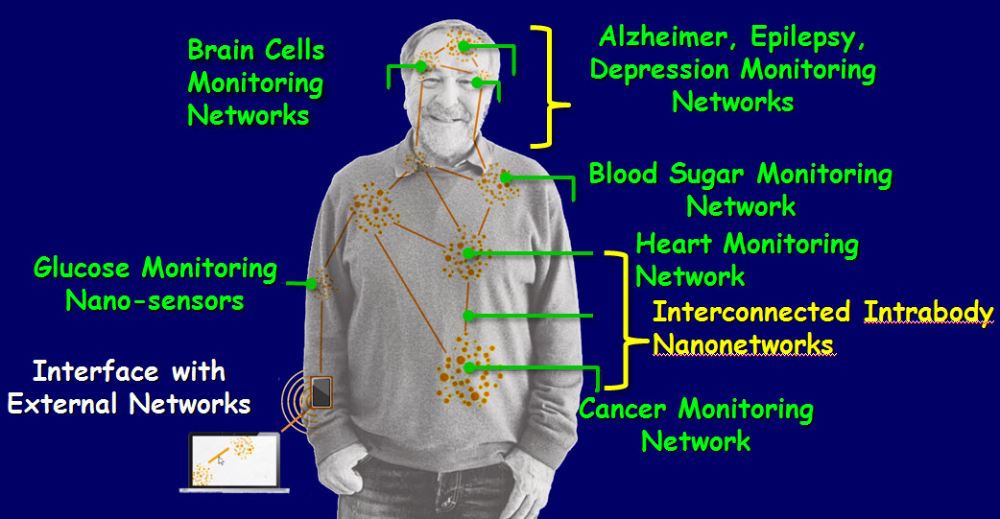 Brain Cells
Monitoring
Networks
Alzheimer, Epilepsy,
Depression Monitoring
Networks
Blood Sugar Monitoring
Network
Heart Monitoring
Network
Glucose Monitoring
Nano-sensors
Interconnected Intrabody
Nanonetworks
Interface with
External Networks
Cancer Monitoring
Network